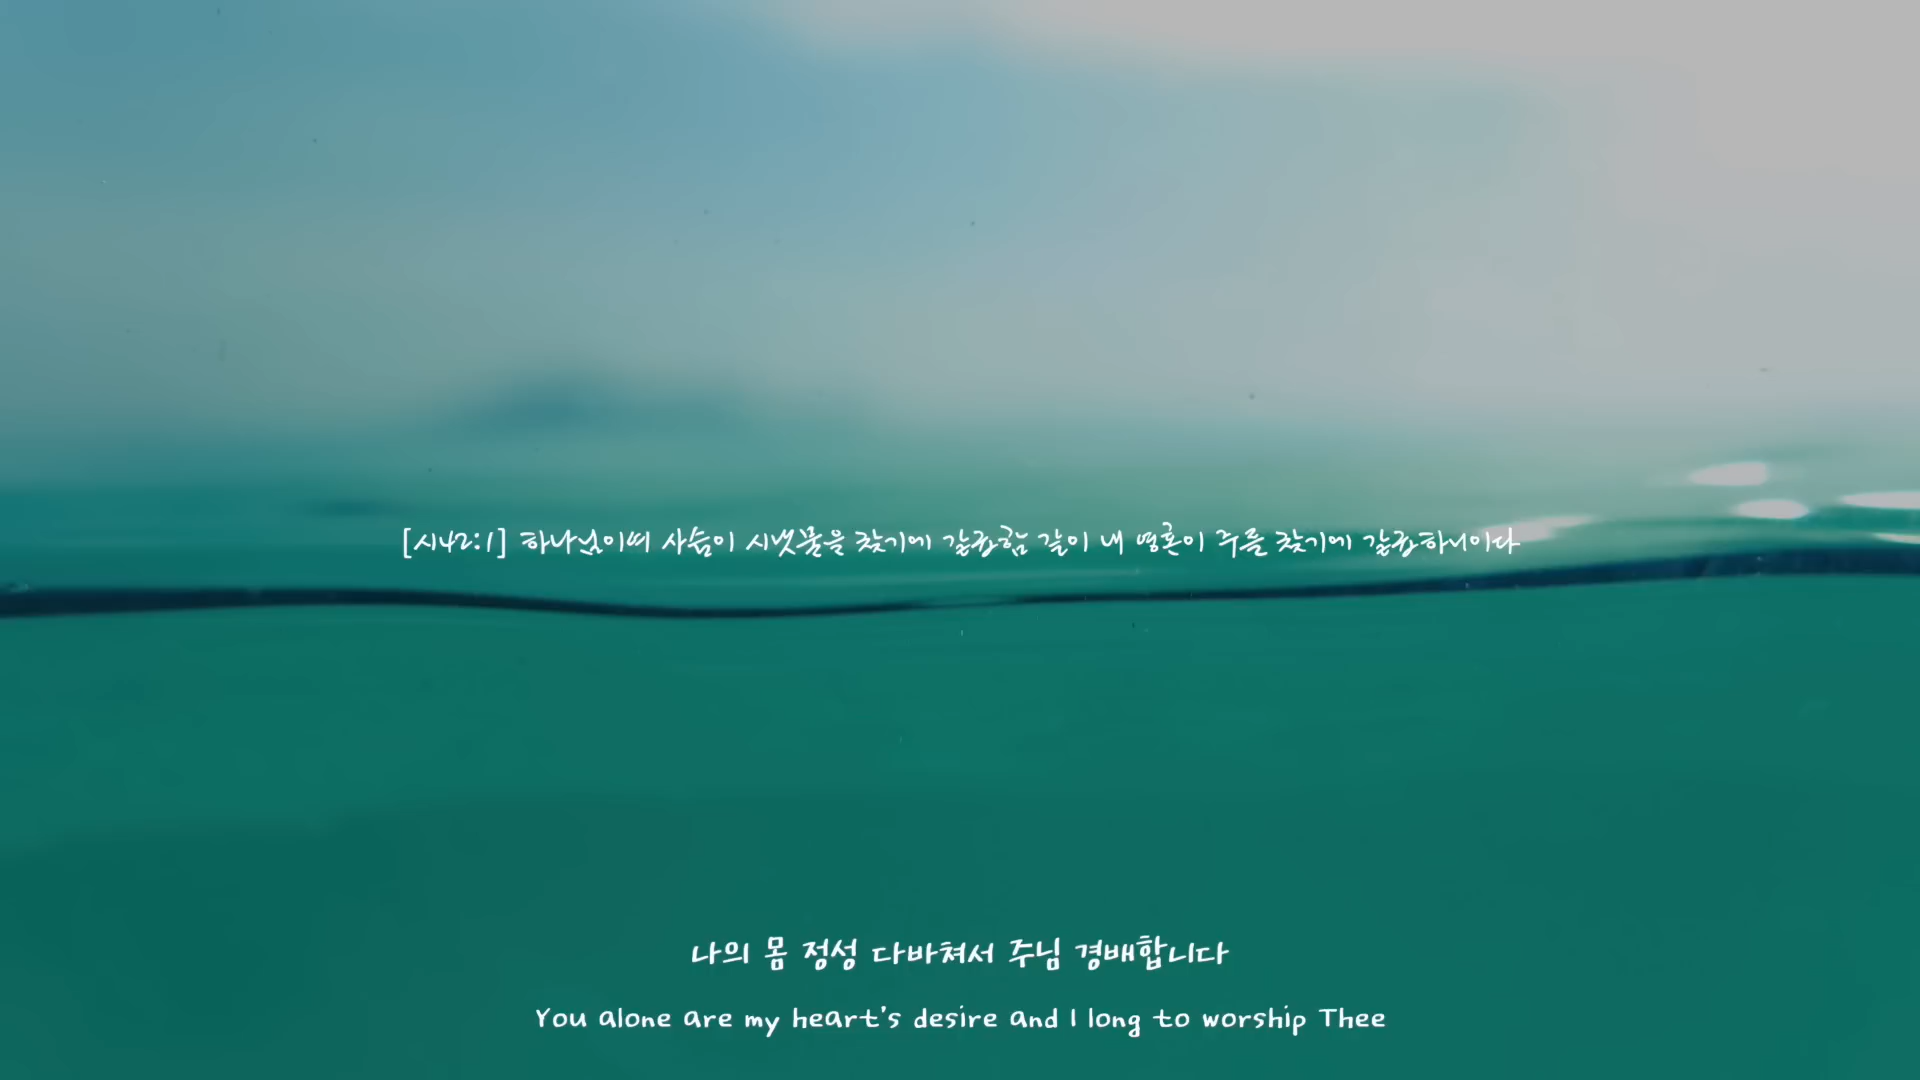 [시42:1] 하나님이여 사슴이 시냇물을 찾기에 갈급함 같이 내 영혼이 주를 찾기에 갈급하니이다
나의 몸 정성 다바쳐서 주님 경배합니다
You alone are my heart's desire and I long to worship Thee